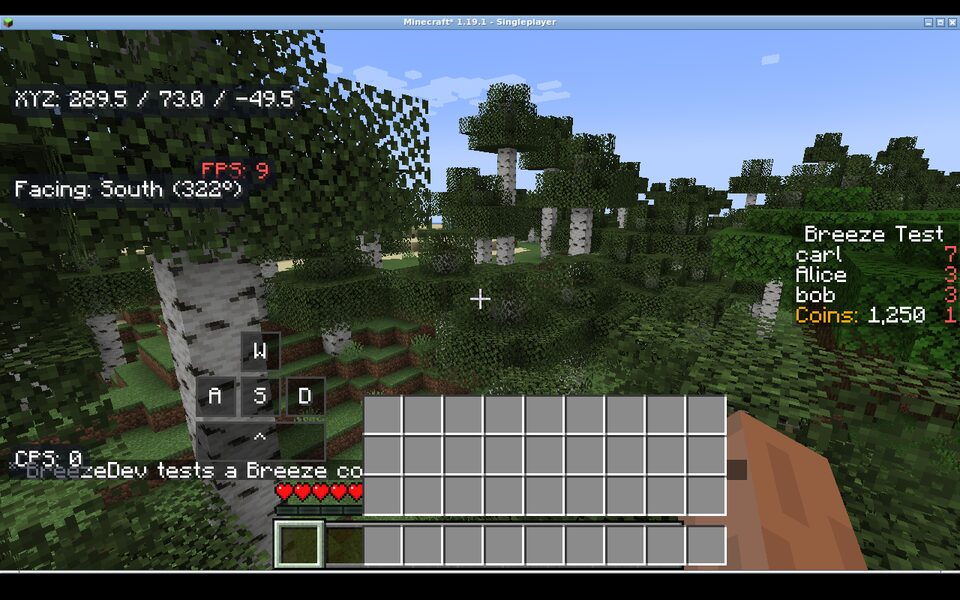 Minecraft* 1.19.1 - Singleplayer
XYZ: 289.5 / 73.0 / -49.5
FPS: 9
Facing: South (322º)
Breeze Test
carl 7
Alice 3
bob 3
Coins: 1,250 1
W
A S D
^
CPS: 0
BreezeDev tests a Breeze co